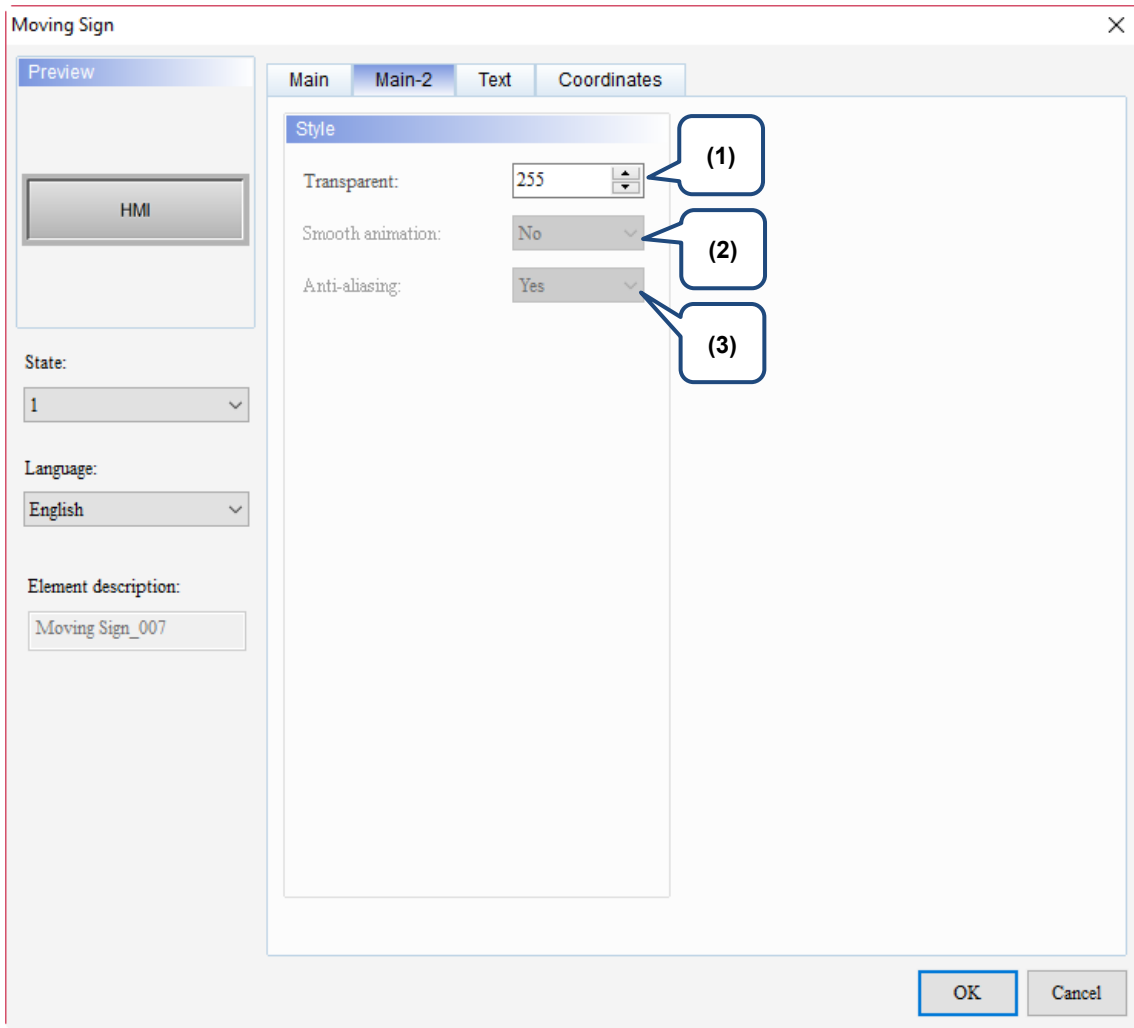 Moving Sign
Preview
HMI
State:
1
Language:
English
Element description:
Moving Sign_007
Main Main-2 Text Coordinates
Style
Transparent: 255
Smooth animation: No
Anti-aliasing: Yes
(1)
(2)
(3)
OK Cancel